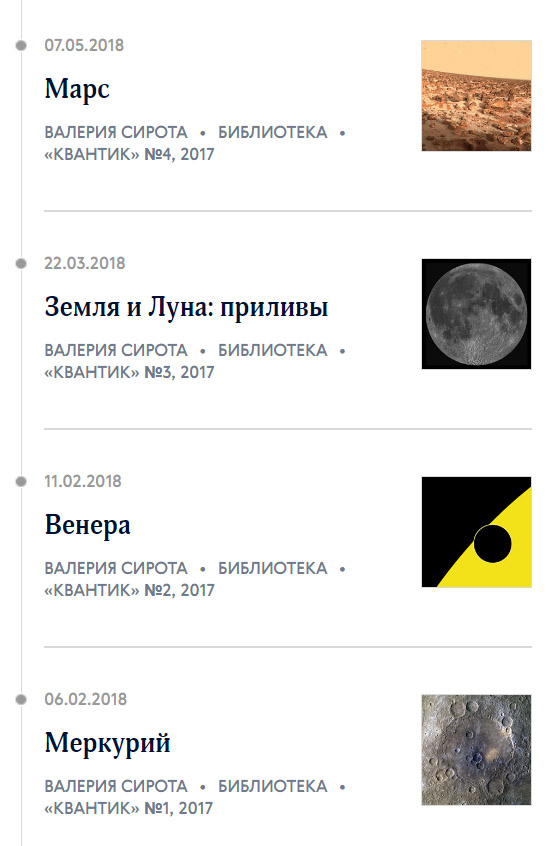 07.05.2018
Марс
ВАЛЕРИЯ СИРОТА • БИБЛИОТЕКА •
«КВАНТИК» №4, 2017
22.03.2018
Земля и Луна: приливы
ВАЛЕРИЯ СИРОТА • БИБЛИОТЕКА •
«КВАНТИК» №3, 2017
11.02.2018
Венера
ВАЛЕРИЯ СИРОТА • БИБЛИОТЕКА •
«КВАНТИК» №2, 2017
06.02.2018
Меркурий
ВАЛЕРИЯ СИРОТА • БИБЛИОТЕКА •
«КВАНТИК» №1, 2017